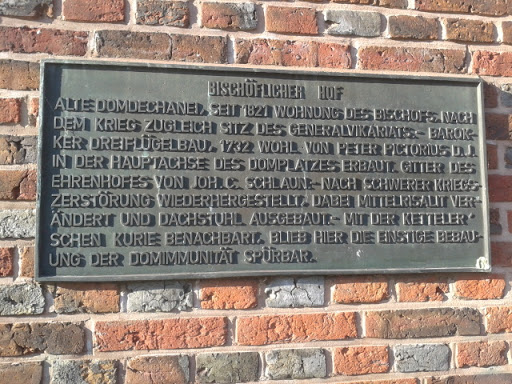 BISCHÖFLICHER HOF
ALTE DOMDECHANEI, SEIT 1821 WOHNUNG DES BISCHOFS, NACH
DEM KRIEG ZUGLEICH SITZ DES GENERALVIKARIATS.- BAROK-
KER DREIFLÜGELBAU, 1732 WOHL VON PETER PICTORIUS D.J.
IN DER HAUPTACHSE DES DOMPLATZES ERBAUT, GITTER DES
EHRENHOFES VON JOH. C. SCHLAUN.- NACH SCHWERER KRIEGS-
ZERSTÖRUNG WIEDERHERGESTELLT, DABEI MITTELRISALIT VER-
ÄNDERT UND DACHSTUHL AUSGEBAUT.- MIT DER KETTELER'
SCHEN KURIE BENACHBART, BLIEB HIER DIE EINSTIGE BEBAU-
UNG DER DOMIMMUNITÄT SPÜRBAR.